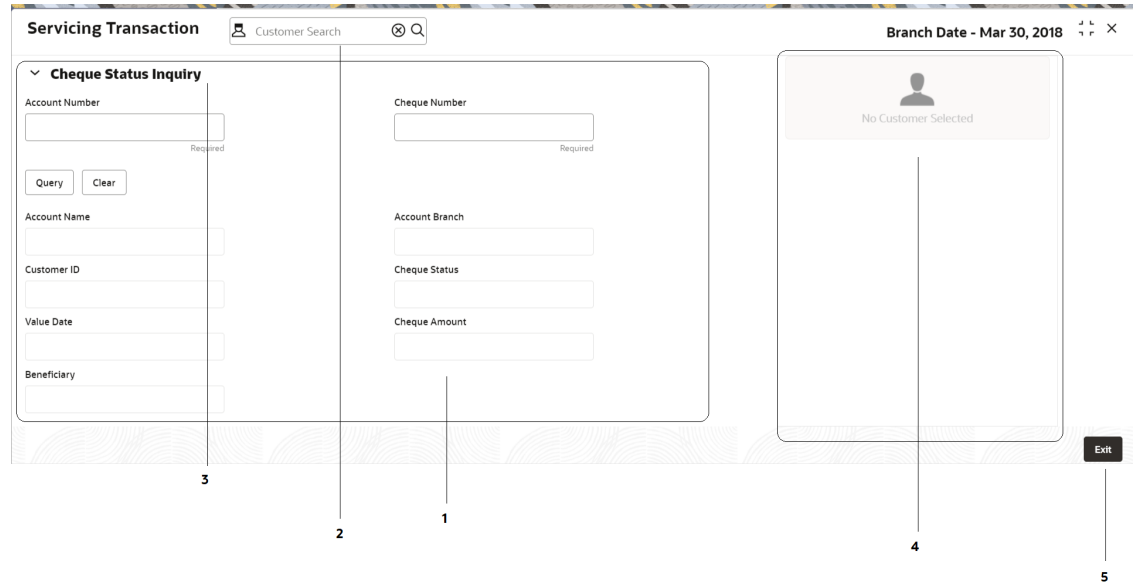 Servicing Transaction Customer Search Branch Date - Mar 30, 2018
Cheque Status Inquiry
No Customer Selected
Account Number Cheque Number
Required Required
Query Clear
Account Name Account Branch
Customer ID Cheque Status
Value Date Cheque Amount
Beneficiary
Exit
3
1
2
4
5